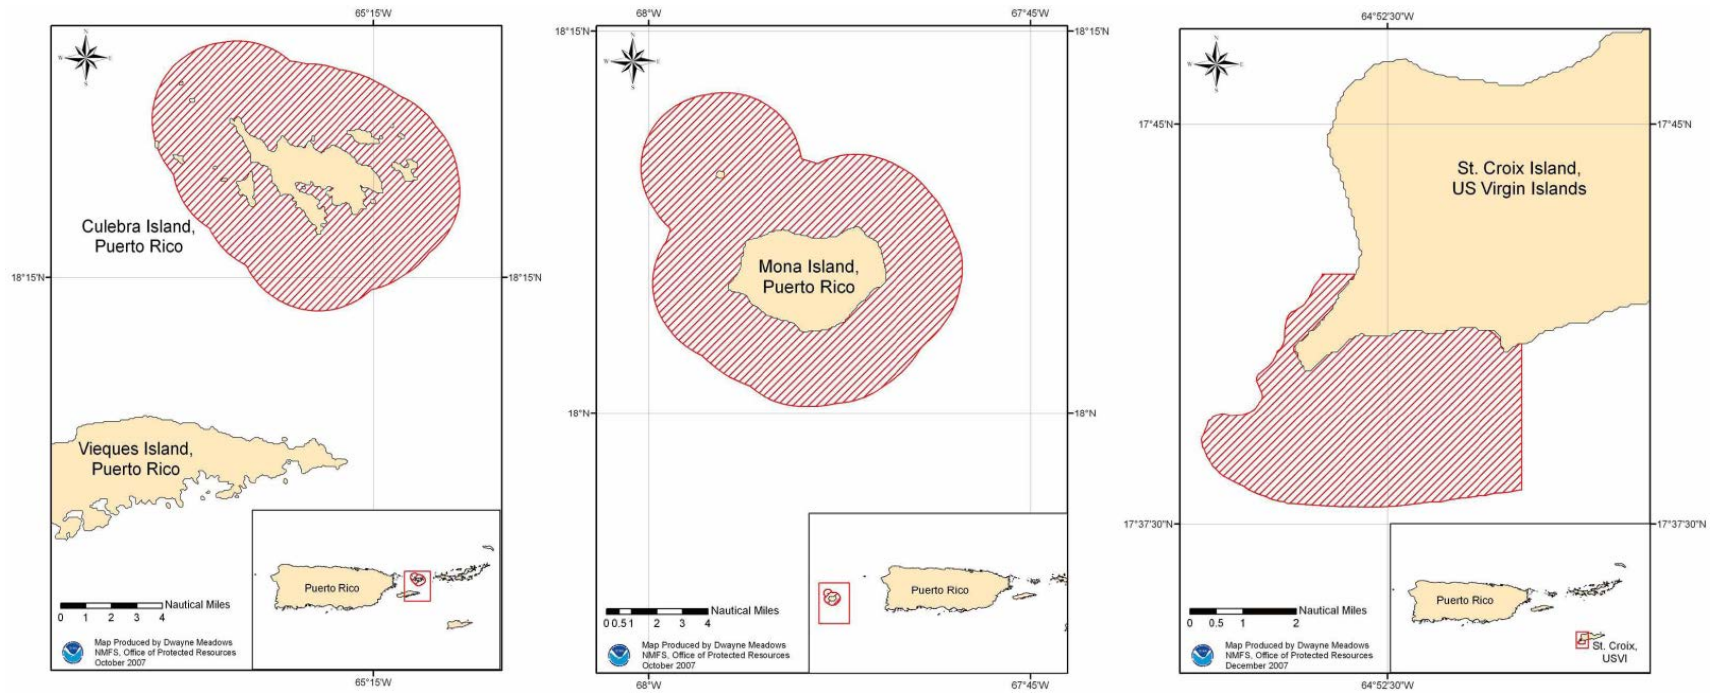 65°15'W
18°15'N
18°15'N
Culebra Island,
Puerto Rico
Vieques Island,
Puerto Rico
Puerto Rico
Nautical Miles
0 1 2 3 4
Map Produced by Dwayne Meadows
NMFS, Office of Protected Resources
October 2007
65°15'W
68°W
67°45'W
18°15'N
18°15'N
Mona Island,
Puerto Rico
18°N
18°N
Puerto Rico
Nautical Miles
0 0.5 1 2 3 4
Map Produced by Dwayne Meadows
NMFS, Office of Protected Resources
October 2007
68°W
67°45'W
64°52'30"W
17°45'N
17°45'N
St. Croix Island,
US Virgin Islands
17°37'30"N
17°37'30"N
Puerto Rico
St. Croix,
USVI
Nautical Miles
0 0.5 1 2
Map Produced by Dwayne Meadows
NMFS, Office of Protected Resources
December 2007
64°52'30"W